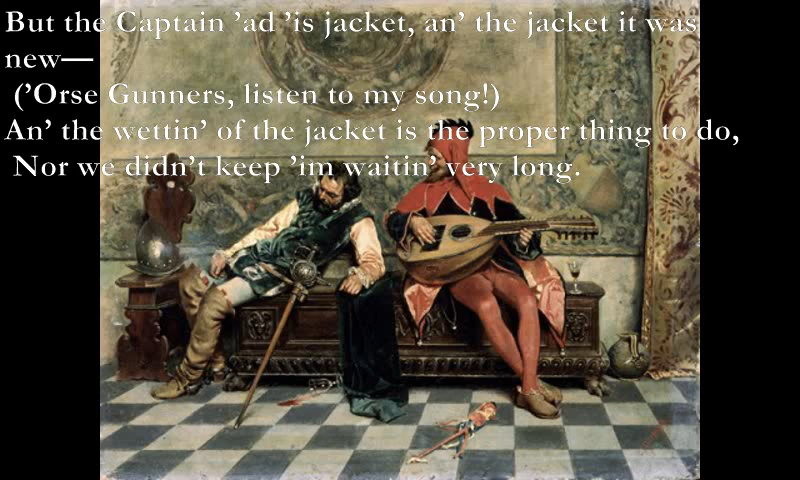 But the Captain ’ad ’is jacket, an’ the jacket it was
new—
(’Orse Gunners, listen to my song!)
An’ the wettin’ of the jacket is the proper thing to do,
Nor we didn’t keep ’im waitin’ very long.